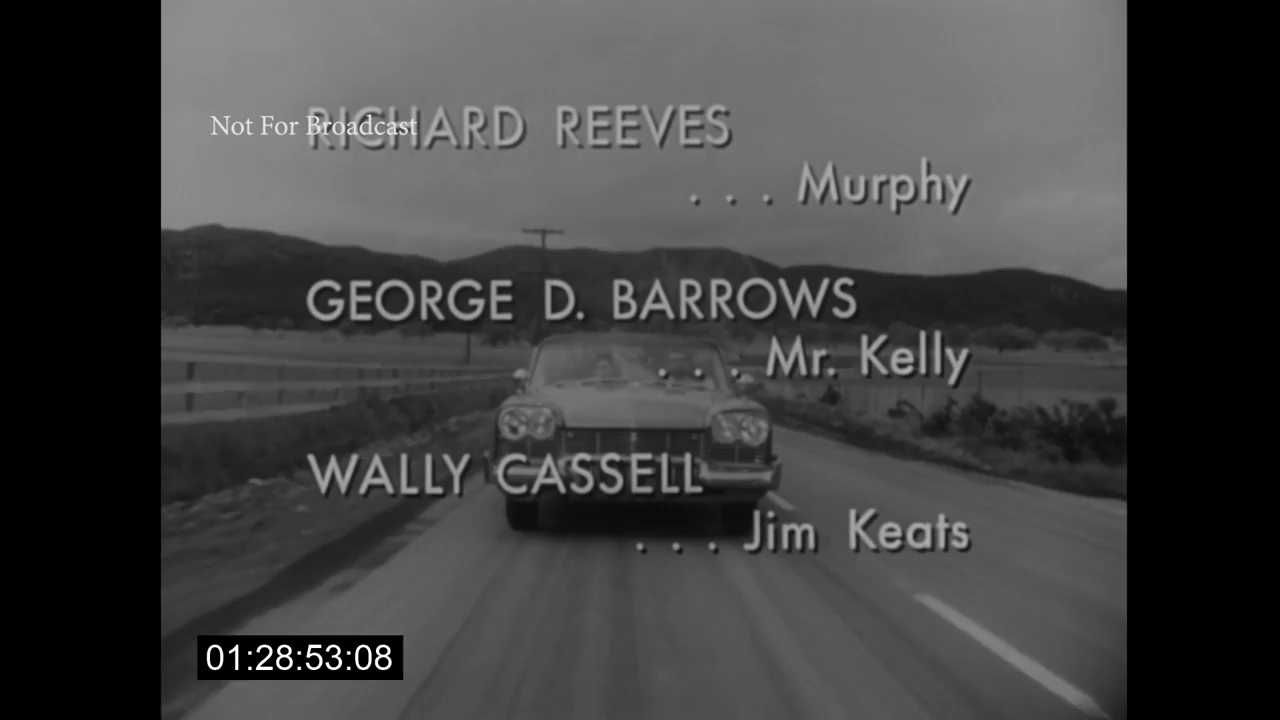 Not For Broadcast
RICHARD REEVES
. . . Murphy
GEORGE D. BARROWS
. . . Mr. Kelly
WALLY CASSELL
. . . Jim Keats
01:28:53:08